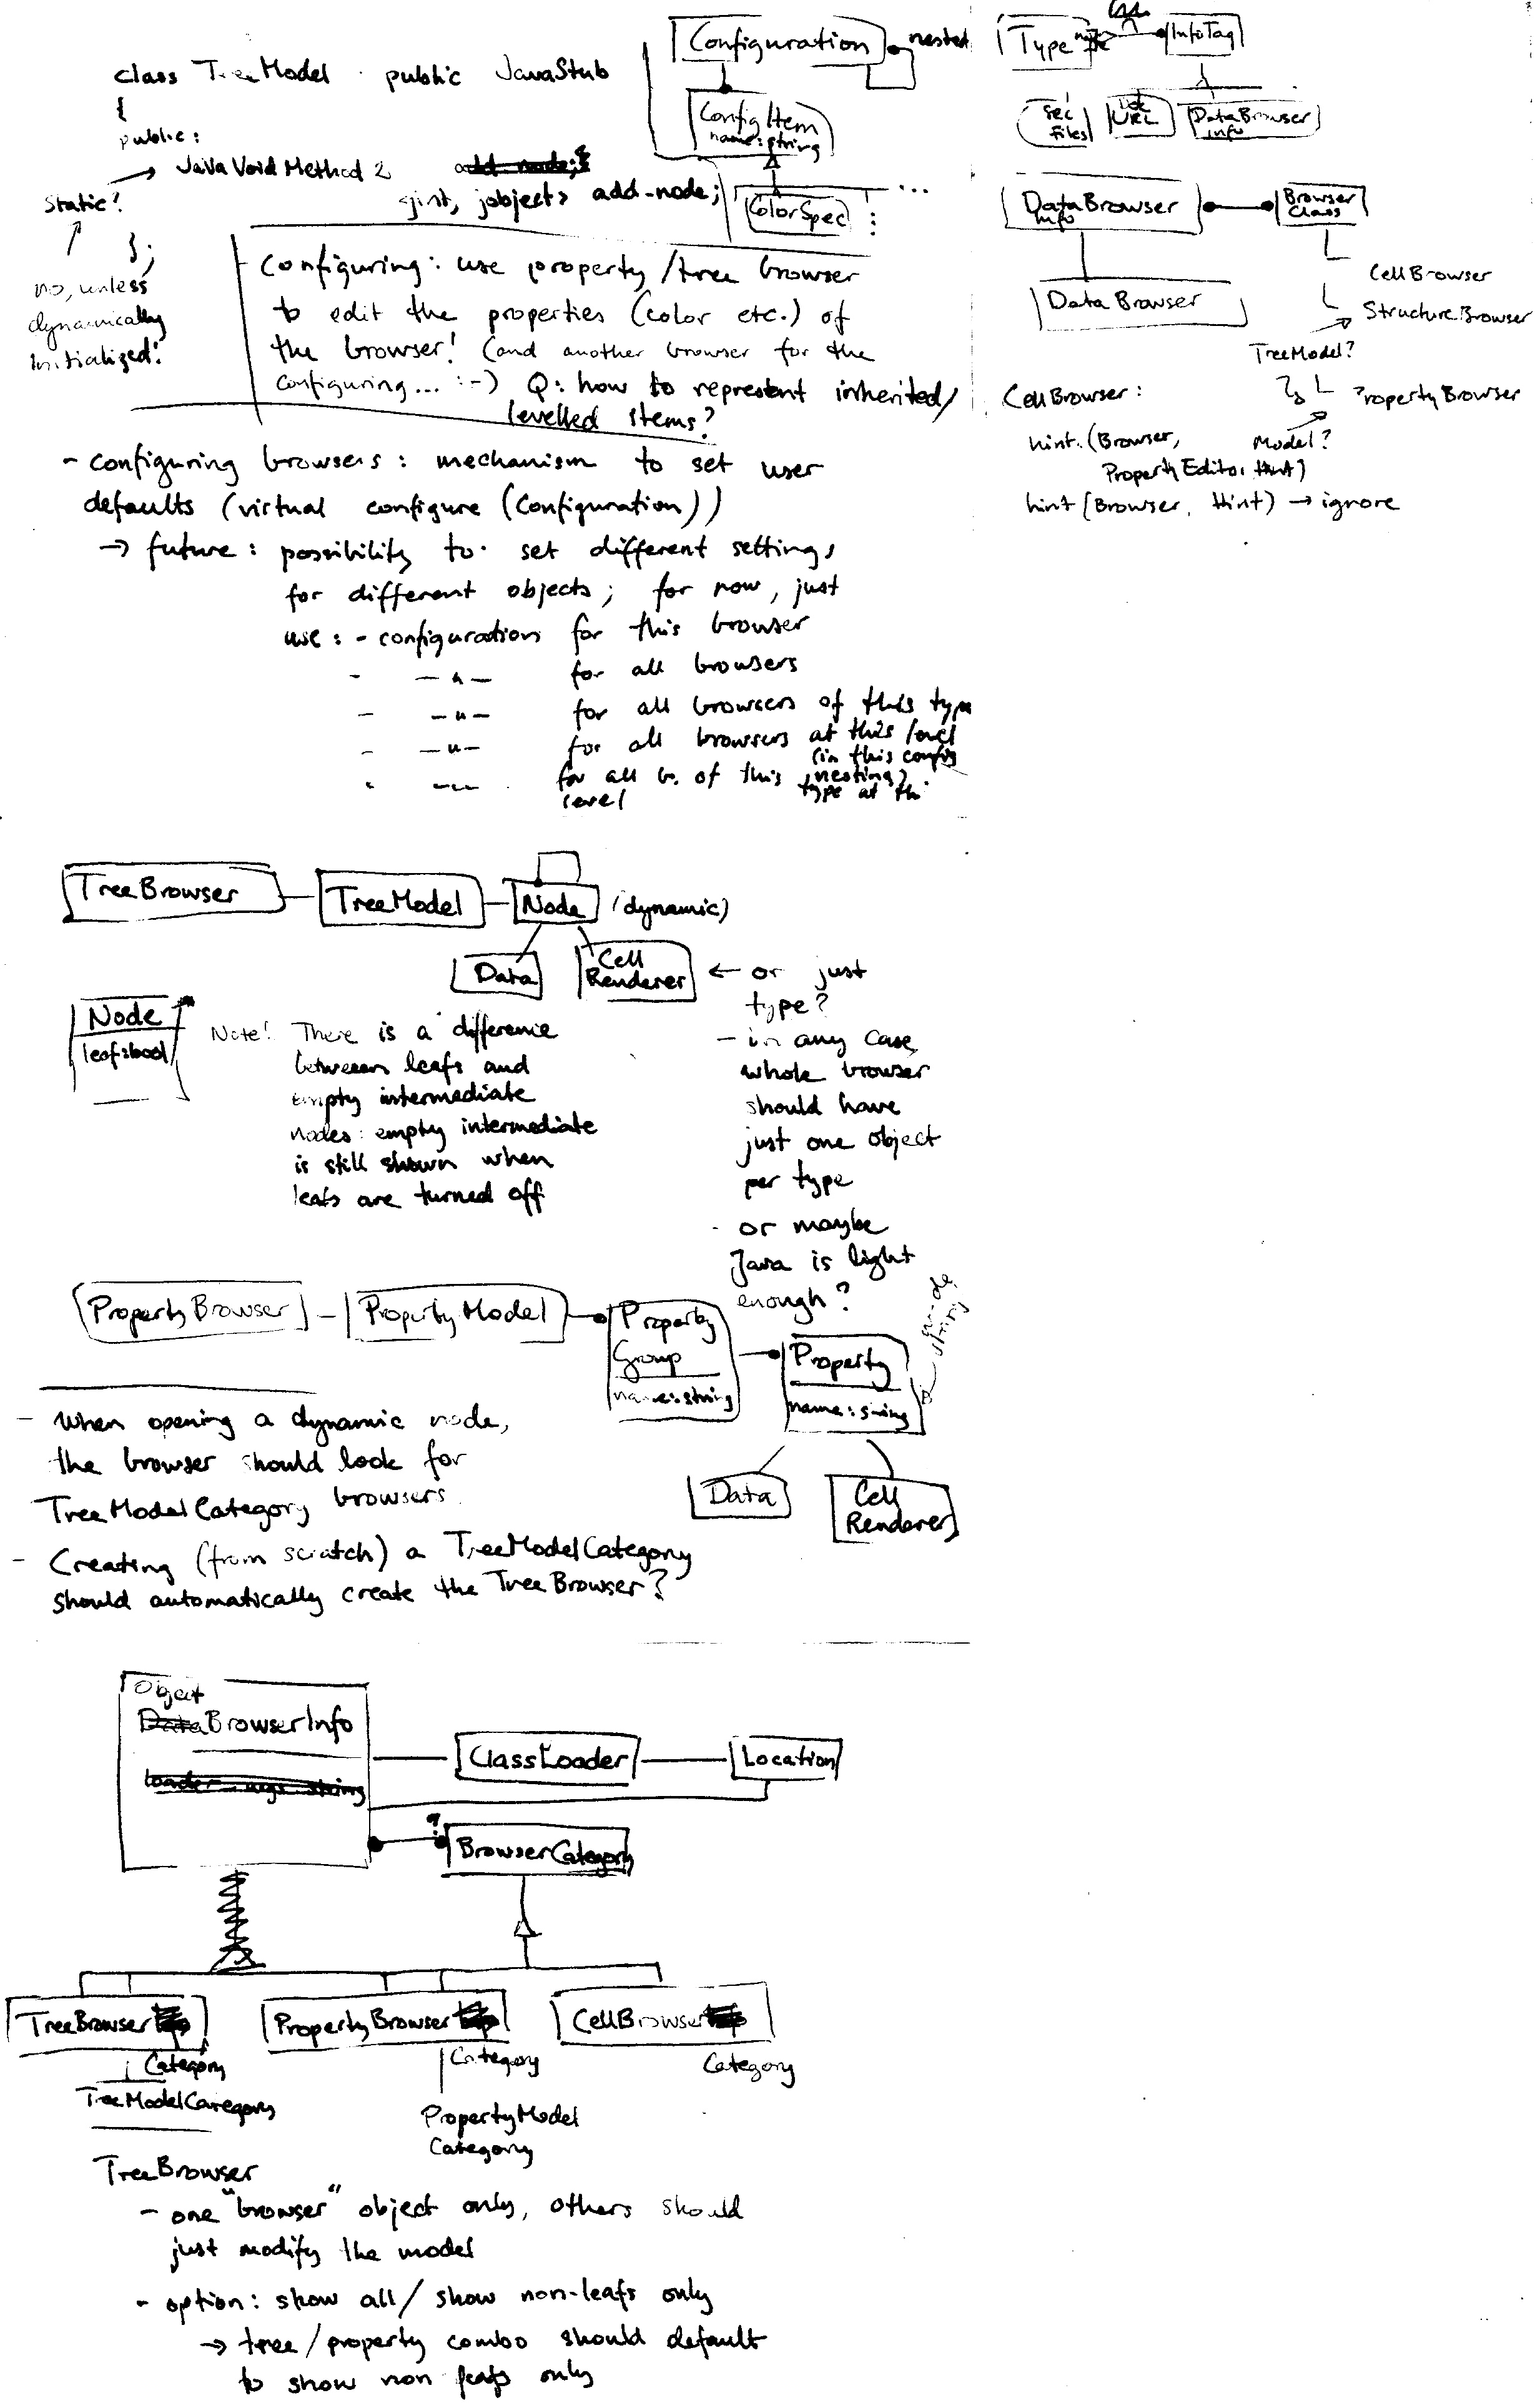 class TreeModel : public JavaStub
{
public:
JavaVoidMethod2
<jint, jobject> add-node;
static?
};
no, unless
dynamically
initialized!
Configuration
nested
ConfigItem
name: string
ColorSpec
...
Configuring: use property/tree browser
to edit the properties (color etc.) of
the browser! (and another browser for the
configuring... :-) Q: how to represent inherited/
levelled items?
- configuring browsers: mechanism to set user
defaults (virtual configure (Configuration))
→ future: possibility to set different settings
for different objects; for now, just
use: - configuration for this browser
- —"— for all browsers
- —"— for all browsers of this type
- —"— for all browsers at this level
(in this config
nesting)
- —"— for all b. of this type at thi
level
Type
InfoTag
Files
URL
DataBrowser
Info
DataBrowser
Info
Browser
Class
DataBrowser
CellBrowser
StructureBrowser
TreeModel?
PropertyBrowser
Model?
CellBrowser:
hint (Browser,
PropertyEditor Hint)
hint (Browser, Hint) → ignore
TreeBrowser
TreeModel
Node
(dynamic)
Data
Cell
Renderer
← or just
type?
- in any case,
whole browser
should have
just one object
per type
- or maybe
Java is light
enough?
Node
leaf:bool
Note! There is a difference
between leafs and
empty intermediate
nodes: empty intermediate
is still shown when
leafs are turned off
PropertyBrowser
PropertyModel
Property
Group
name: string
Property
name: string
Data
Cell
Renderer
- When opening a dynamic node,
the browser should look for
TreeModelCategory browsers
- Creating (from scratch) a TreeModelCategory
should automatically create the TreeBrowser?
Object
DataBrowserInfo
loader-args string
ClassLoader
Location
?
BrowserCategory
TreeBrowser
Category
TreeModelCategory
PropertyBrowser
Category
PropertyModel
Category
CellBrowser
Category
TreeBrowser
- one "browser" object only, others should
just modify the model
- option: show all/show non-leafs only
→ tree/property combo should default
to show non leafs only